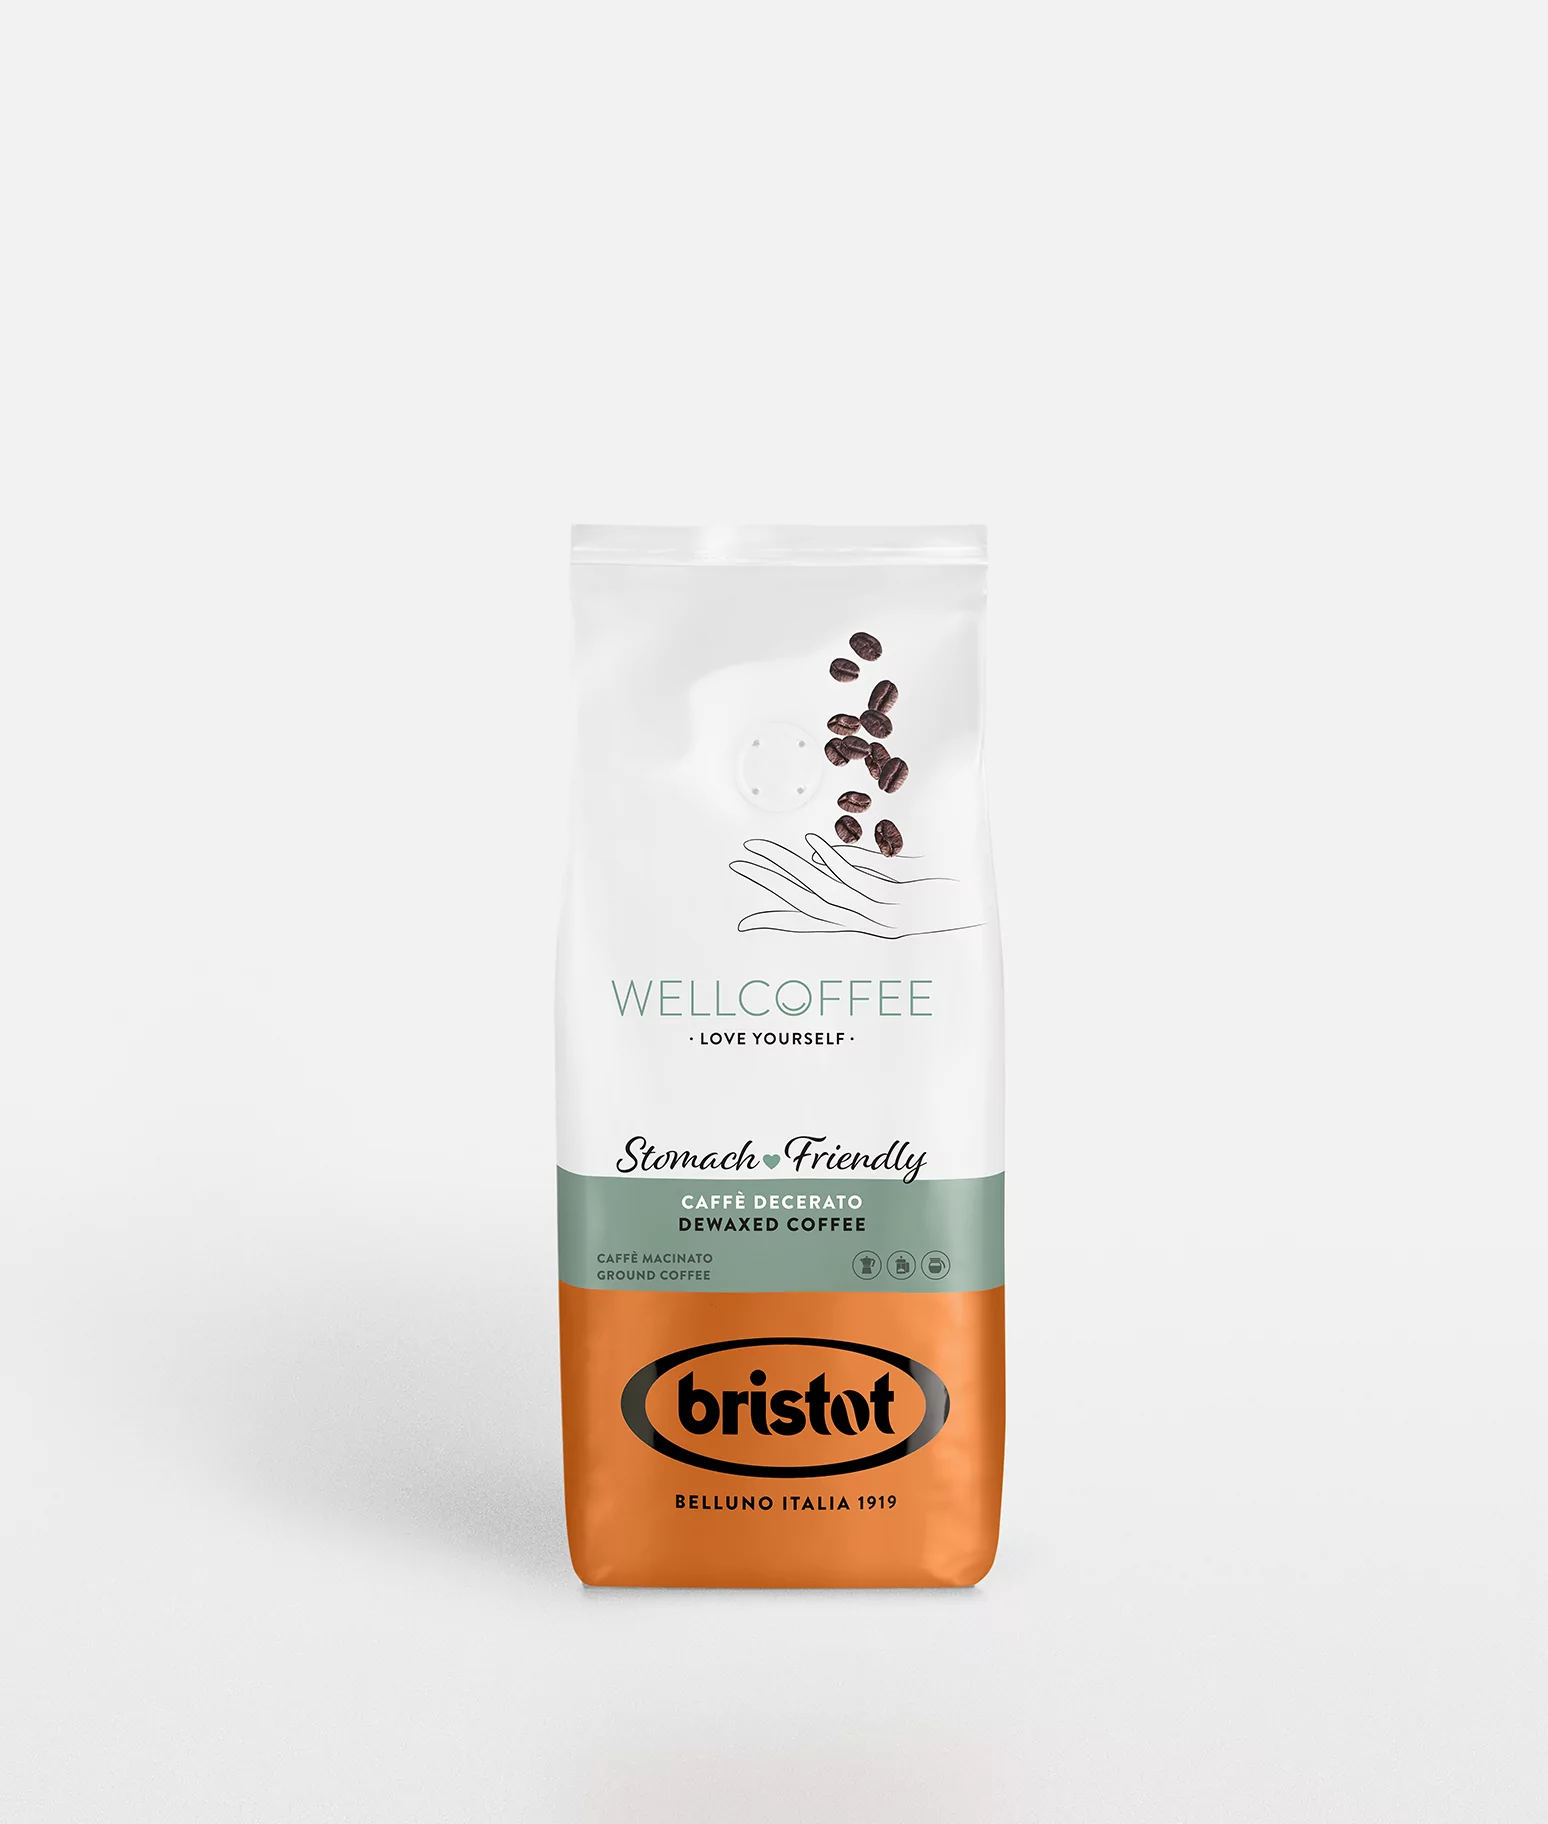 WELLCOFFEE
· LOVE YOURSELF ·
Stomach Friendly
CAFFÈ DECERATO
DEWAXED COFFEE
CAFFÈ MACINATO
GROUND COFFEE
bristot
BELLUNO ITALIA 1919